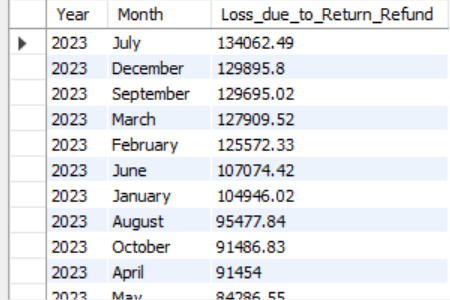 Year Month Loss_due_to_Return_Refund
2023 July 134062.49
2023 December 129895.8
2023 September 129695.02
2023 March 127909.52
2023 February 125572.33
2023 June 107074.42
2023 January 104946.02
2023 August 95477.84
2023 October 91486.83
2023 April 91454
2023 May 84286.55